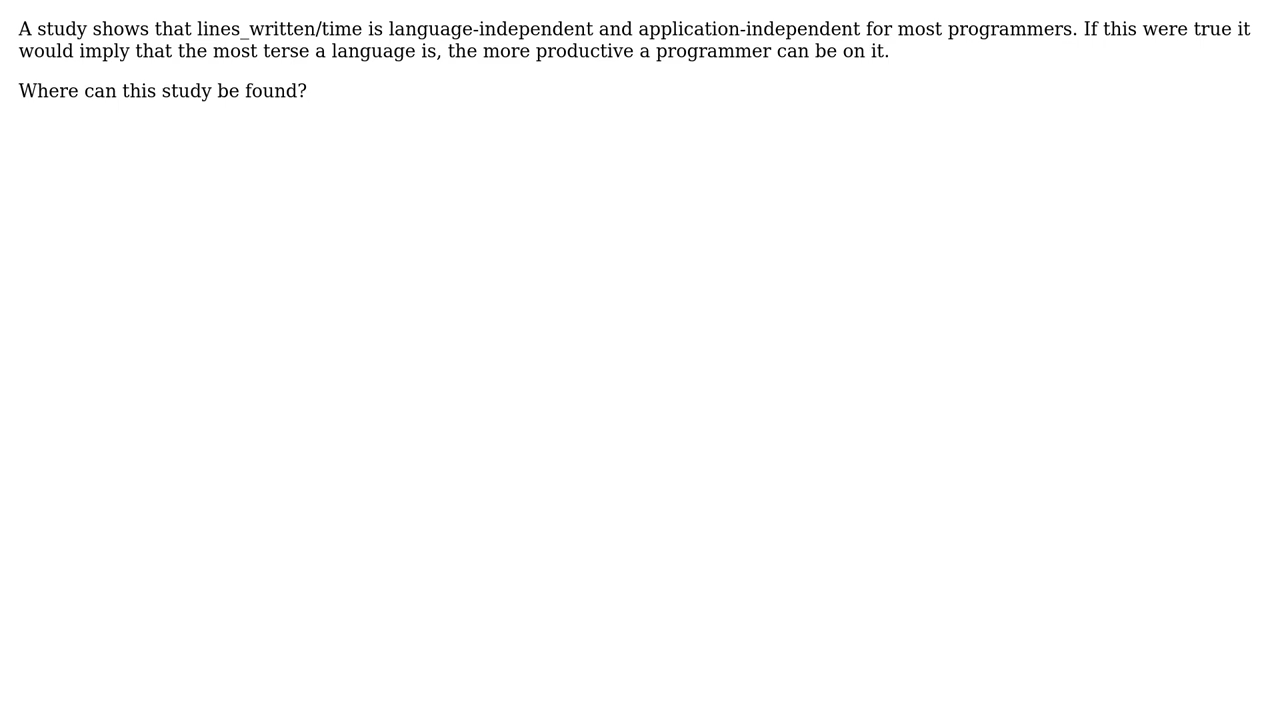 A study shows that lines_written/time is language-independent and application-independent for most programmers. If this were true it
would imply that the most terse a language is, the more productive a programmer can be on it.
Where can this study be found?